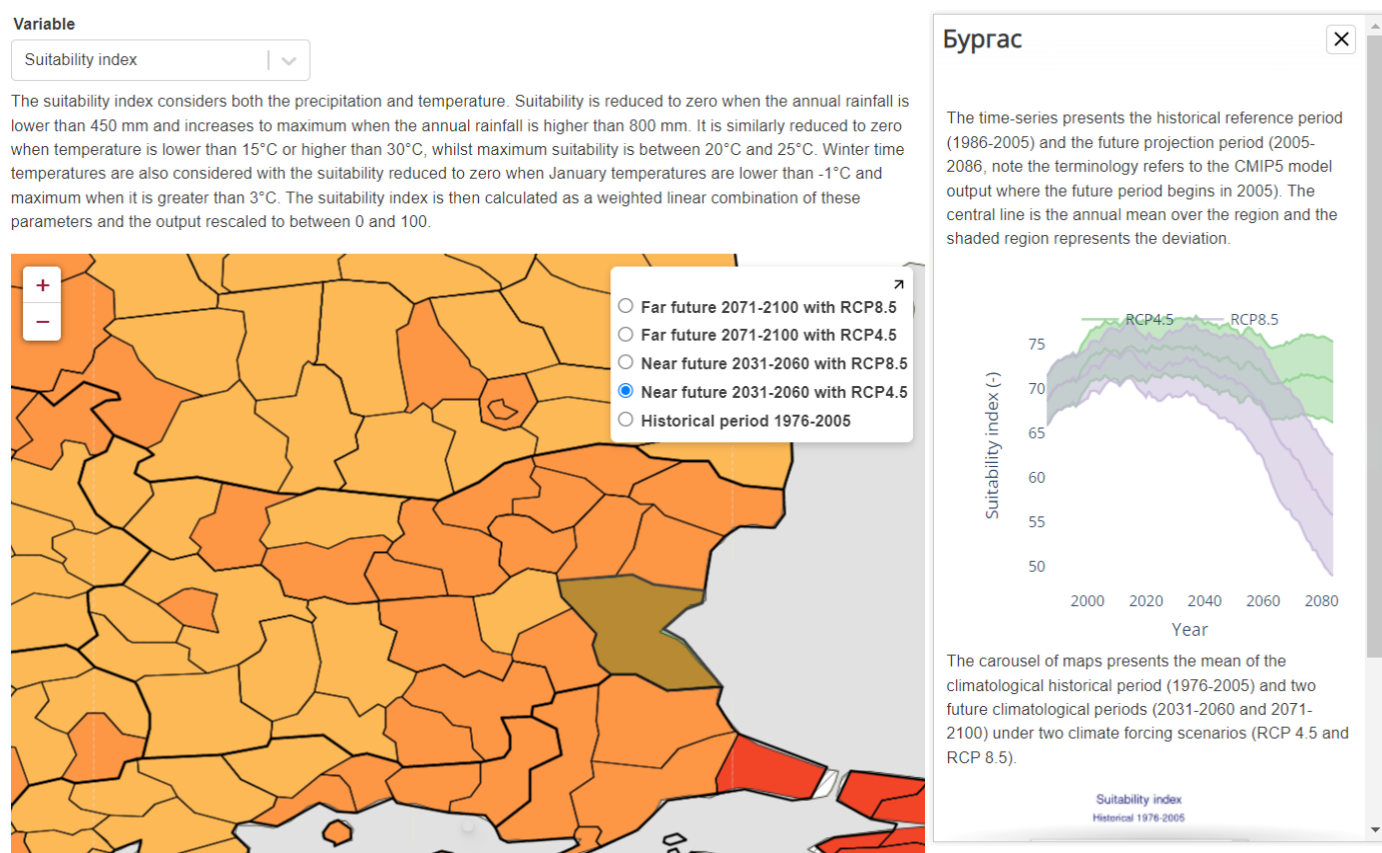 Variable
Suitability index
The suitability index considers both the precipitation and temperature. Suitability is reduced to zero when the annual rainfall is
lower than 450 mm and increases to maximum when the annual rainfall is higher than 800 mm. It is similarly reduced to zero
when temperature is lower than 15°C or higher than 30°C, whilst maximum suitability is between 20°C and 25°C. Winter time
temperatures are also considered with the suitability reduced to zero when January temperatures are lower than -1°C and
maximum when it is greater than 3°C. The suitability index is then calculated as a weighted linear combination of these
parameters and the output rescaled to between 0 and 100.
+
−
Far future 2071-2100 with RCP8.5
Far future 2071-2100 with RCP4.5
Near future 2031-2060 with RCP8.5
Near future 2031-2060 with RCP4.5
Historical period 1976-2005
Бургас
The time-series presents the historical reference period
(1986-2005) and the future projection period (2005-
2086, note the terminology refers to the CMIP5 model
output where the future period begins in 2005). The
central line is the annual mean over the region and the
shaded region represents the deviation.
RCP4.5 RCP8.5
75
70
65
60
55
50
Suitability index (-)
2000 2020 2040 2060 2080
Year
The carousel of maps presents the mean of the
climatological historical period (1976-2005) and two
future climatological periods (2031-2060 and 2071-
2100) under two climate forcing scenarios (RCP 4.5 and
RCP 8.5).
Suitability index
Historical 1976-2005